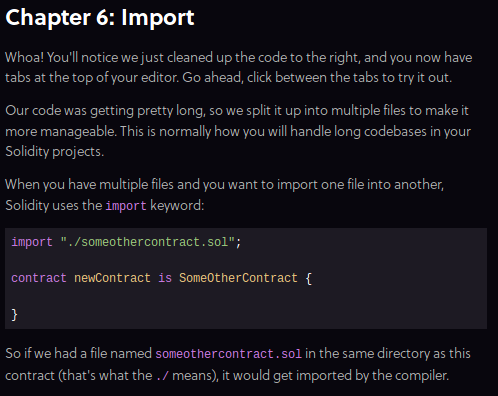 Chapter 6: Import
Whoa! You'll notice we just cleaned up the code to the right, and you now have
tabs at the top of your editor. Go ahead, click between the tabs to try it out.
Our code was getting pretty long, so we split it up into multiple files to make it
more manageable. This is normally how you will handle long codebases in your
Solidity projects.
When you have multiple files and you want to import one file into another,
Solidity uses the import keyword:
import "./someothercontract.sol";
contract newContract is SomeOtherContract {
}
So if we had a file named someothercontract.sol in the same directory as this
contract (that's what the ./ means), it would get imported by the compiler.